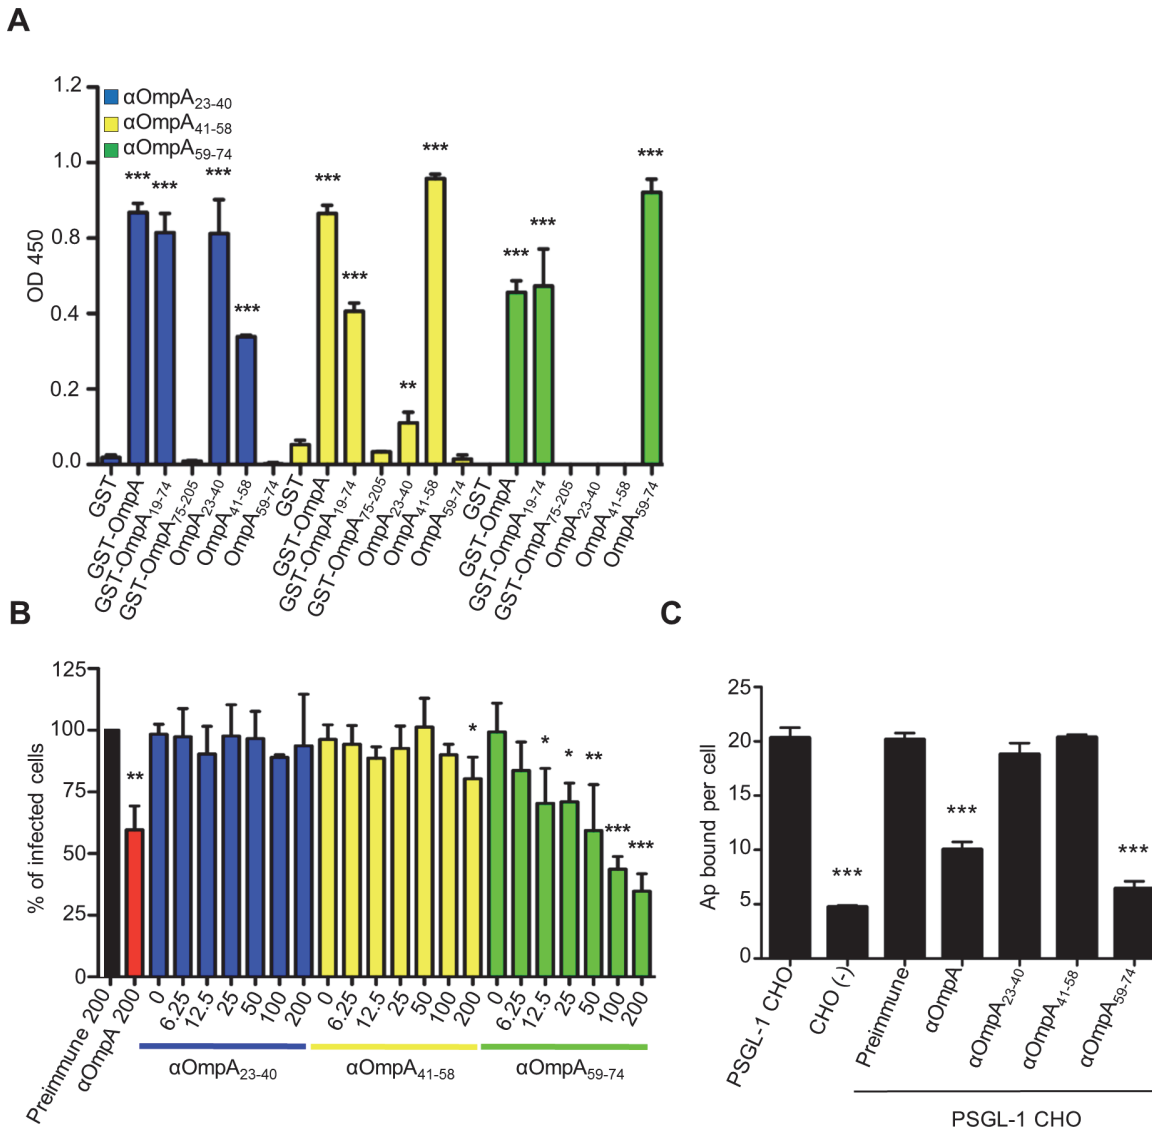 A
1.2
1.0
0.8
0.4
0.2
0.0
OD 450
αOmpA23-40
αOmpA41-58
αOmpA59-74
*** *** *** *** *** *** ** *** *** *** ***
GST
GST-OmpA
GST-OmpA19-74
GST-OmpA75-205
OmpA23-40
OmpA41-58
OmpA59-74
GST
GST-OmpA
GST-OmpA19-74
GST-OmpA75-205
OmpA23-40
OmpA41-58
OmpA59-74
GST
GST-OmpA
GST-OmpA19-74
GST-OmpA75-205
OmpA23-40
OmpA41-58
OmpA59-74
B
125
100
75
50
25
0
% of infected cells
** * * * ** *** ***
Preimmune 200
αOmpA 200
0 6.25 12.5 25 50 100 200
0 6.25 12.5 25 50 100 200
0 6.25 12.5 25 50 100 200
αOmpA23-40
αOmpA41-58
αOmpA59-74
C
25
20
15
10
5
0
Ap bound per cell
*** *** ***
PSGL-1 CHO
CHO (-)
Preimmune
αOmpA
αOmpA23-40
αOmpA41-58
αOmpA59-74
PSGL-1 CHO